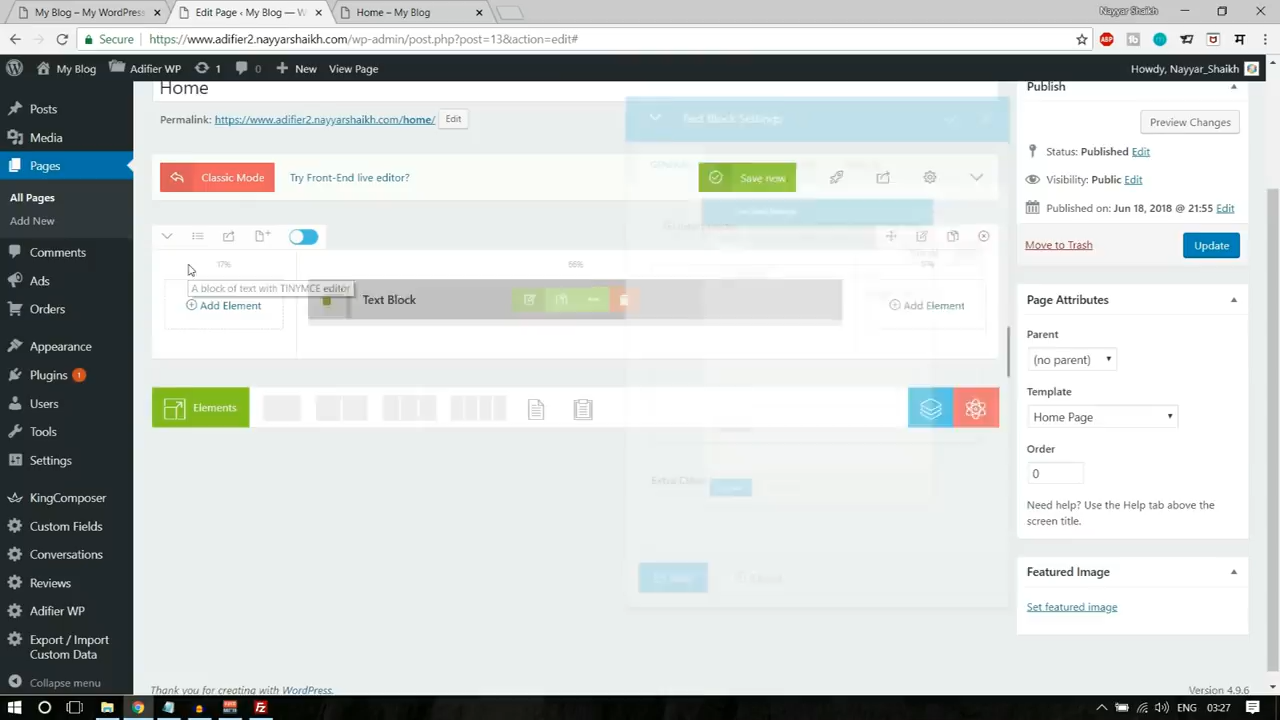 My Blog – My WordPress
Edit Page ‹ My Blog — W
Home – My Blog
Nayyar Shaikh
Secure
https://www.adifier2.nayyarshaikh.com/wp-admin/post.php?post=13&action=edit#
My Blog
Adifier WP
1
0
New
View Page
Howdy, Nayyar_Shaikh
Posts
Media
Pages
All Pages
Add New
Comments
Ads
Orders
Appearance
Plugins 1
Users
Tools
Settings
KingComposer
Custom Fields
Conversations
Reviews
Adifier WP
Export / Import
Custom Data
Collapse menu
Home
Permalink: https://www.adifier2.nayyarshaikh.com/home/
Edit
Text Block Settings
Classic Mode
Try Front-End live editor?
Save now
17%
66%
A block of text with TINYMCE editor
Add Element
Text Block
Add Element
Elements
Thank you for creating with WordPress.
Version 4.9.6
Publish
Preview Changes
Status: Published Edit
Visibility: Public Edit
Published on: Jun 18, 2018 @ 21:55 Edit
Move to Trash
Update
Page Attributes
Parent
(no parent)
Template
Home Page
Order
0
Need help? Use the Help tab above the
screen title.
Featured Image
Set featured image
ENG
03:27